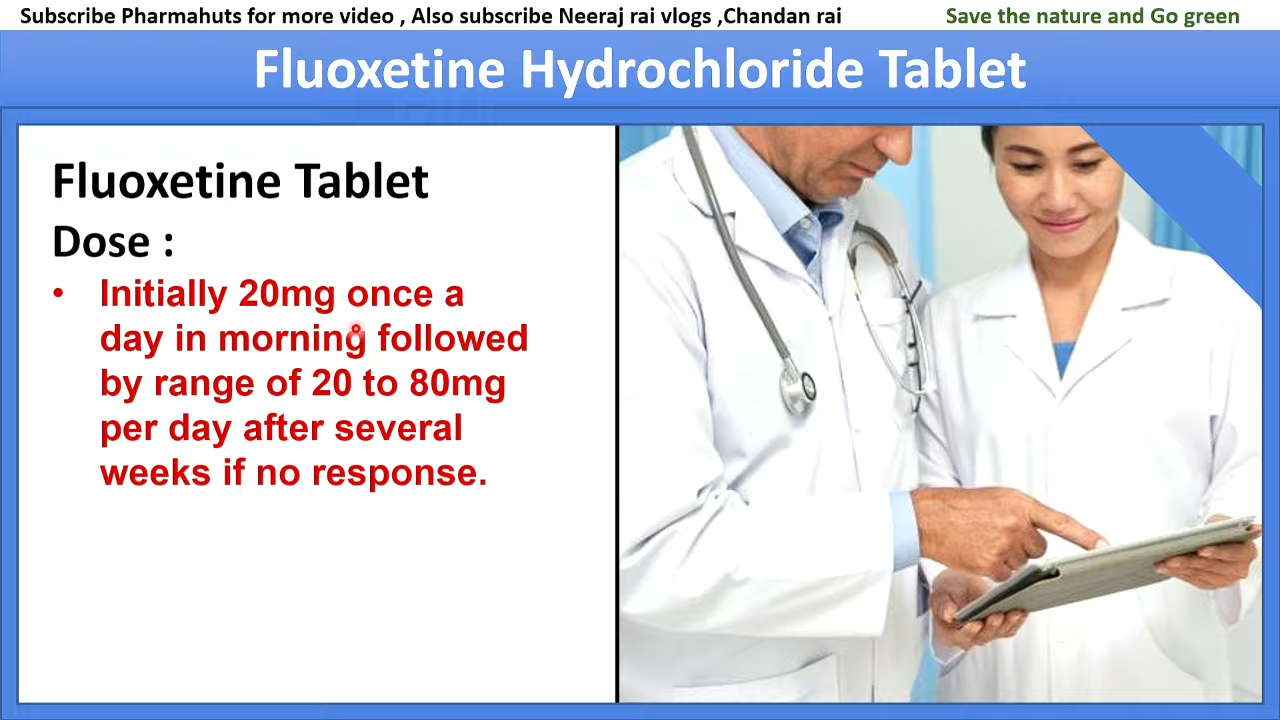 Subscribe Pharmahuts for more video , Also subscribe Neeraj rai vlogs ,Chandan rai
Save the nature and Go green
Fluoxetine Hydrochloride Tablet
Fluoxetine Tablet
Dose :
• Initially 20mg once a
day in morning followed
by range of 20 to 80mg
per day after several
weeks if no response.